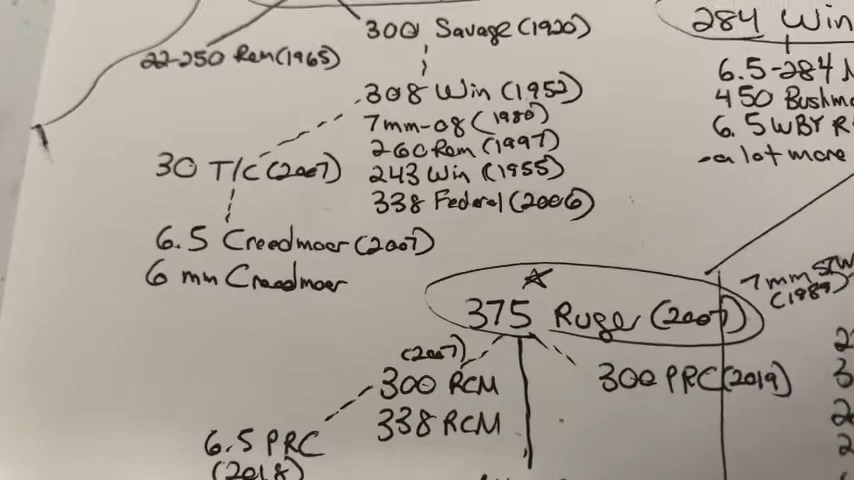 300 Savage (1920)
284 Win
22-250 Rem (1965)
6.5-284
308 Win (1952)
450
7mm-08 (1980)
6.5 WBY
260 Rem (1997)
-a lot more
30 T/C (2007)
243 Win (1955)
338 Federal (2006)
6.5 Creedmoor (2007)
6 mm Creedmoor
7mm STW
(1989)
375 Ruger (2007)
(2007)
300 RCM
300 PRC (2019)
338 RCM
6.5 PRC
(2018)